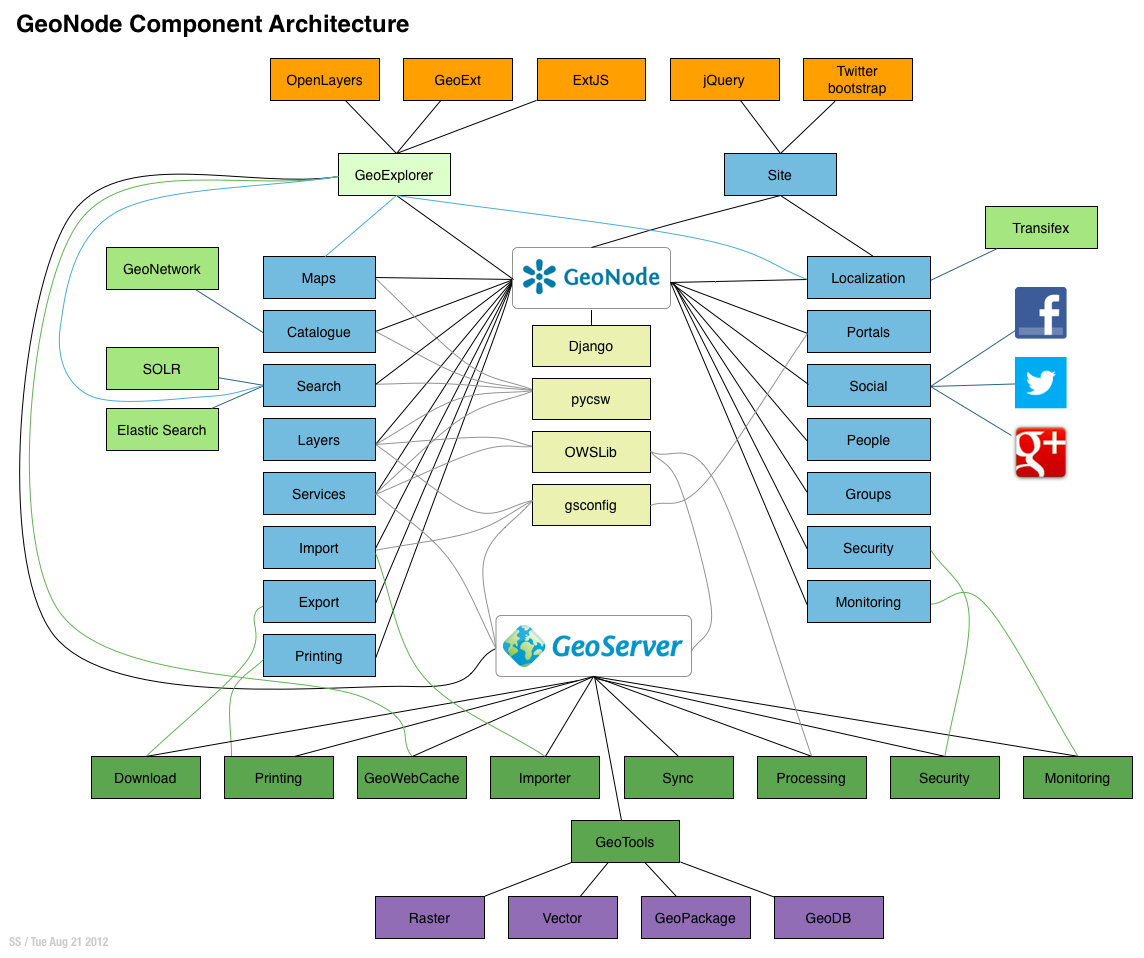 GeoNode Component Architecture
OpenLayers
GeoExt
ExtJS
jQuery
Twitter
bootstrap
GeoExplorer
Site
Transifex
GeoNetwork
SOLR
Elastic Search
Maps
Catalogue
Search
Layers
Services
Import
Export
Printing
GeoNode
Django
pycsw
OWSLib
gsconfig
Localization
Portals
Social
People
Groups
Security
Monitoring
f
g+
GeoServer
Download
Printing
GeoWebCache
Importer
Sync
Processing
Security
Monitoring
GeoTools
Raster
Vector
GeoPackage
GeoDB
SS / Tue Aug 21 2012